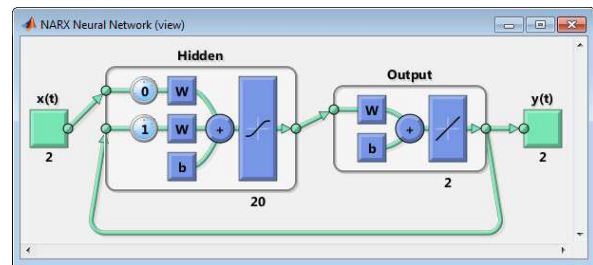 NARX Neural Network (view)
Hidden
Output
x(t)
y(t)
0
W
1
W
+
b
W
+
b
2
20
2
2